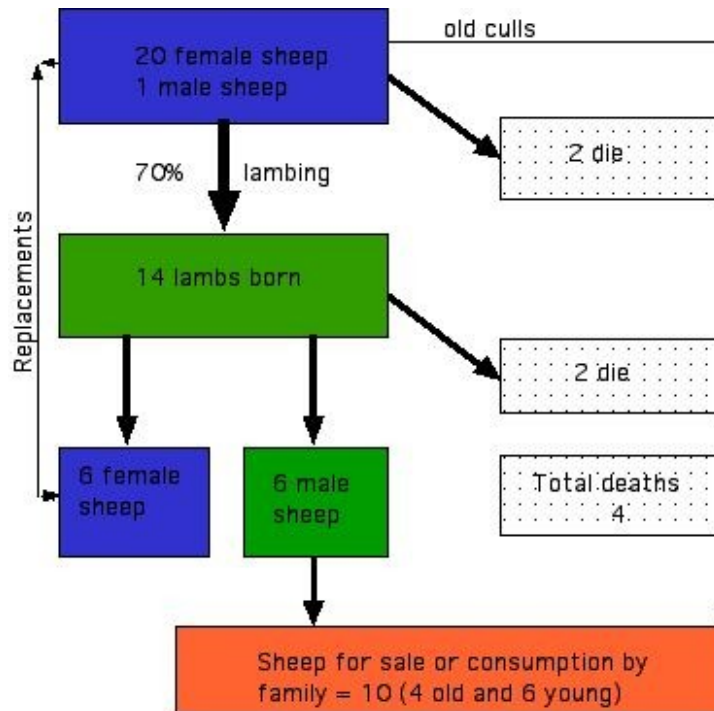 old culls
20 female sheep
1 male sheep
2 die
70% lambing
Replacements
14 lambs born
2 die
6 female
sheep
6 male
sheep
Total deaths
4
Sheep for sale or consumption by
family = 10 (4 old and 6 young)